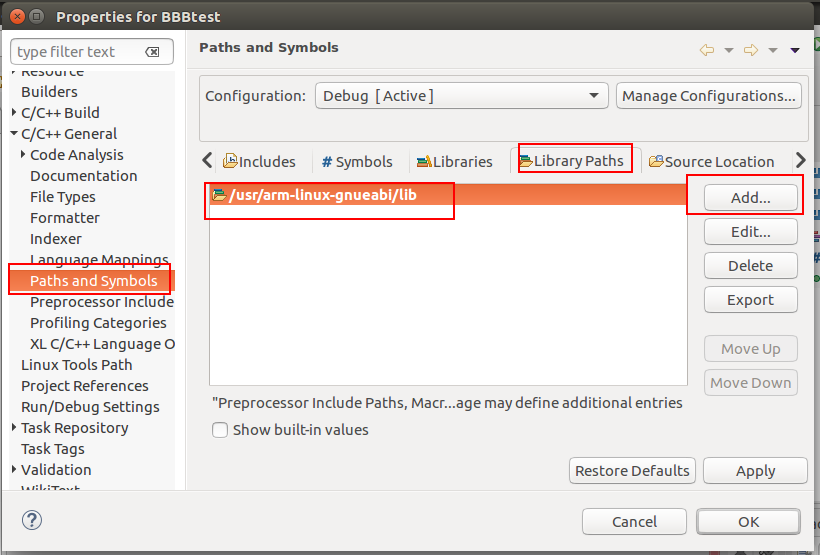 Properties for BBBtest
type filter text
Paths and Symbols
Resource
Builders
C/C++ Build
C/C++ General
Code Analysis
Documentation
File Types
Formatter
Indexer
Language Mappings
Paths and Symbols
Preprocessor Include
Profiling Categories
XL C/C++ Language O
Linux Tools Path
Project References
Run/Debug Settings
Task Repository
Task Tags
Validation
WikiText
Configuration:
Debug [ Active ]
Manage Configurations...
Includes
# Symbols
Libraries
Library Paths
Source Location
/usr/arm-linux-gnueabi/lib
Add...
Edit...
Delete
Export
Move Up
Move Down
"Preprocessor Include Paths, Macr...age may define additional entries
Show built-in values
Restore Defaults
Apply
Cancel
OK